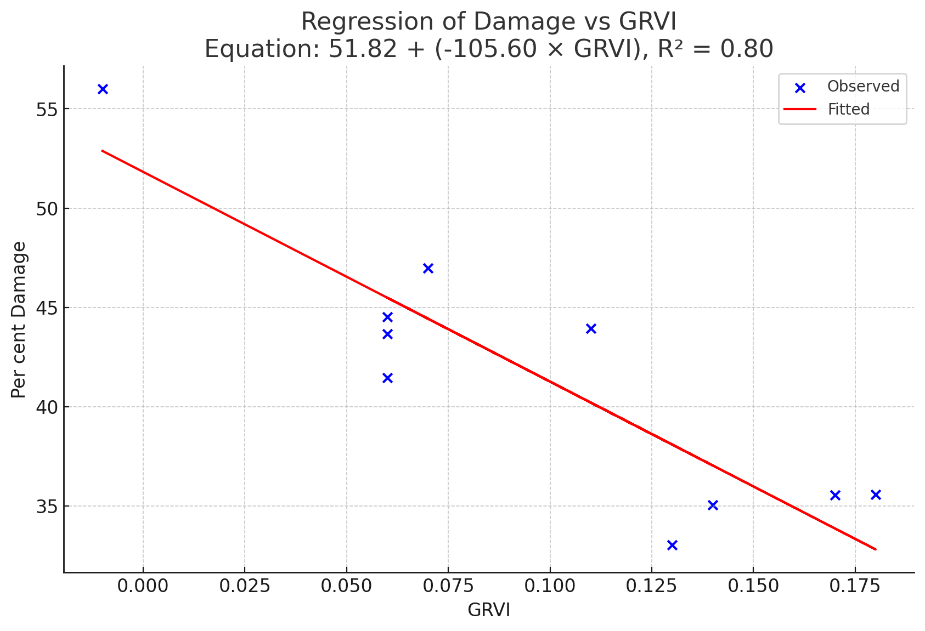 Regression of Damage vs GRVI
Equation: 51.82 + (-105.60 × GRVI), R² = 0.80
Observed
Fitted
55
50
45
40
35
Per cent Damage
0.000
0.025
0.050
0.075
0.100
0.125
0.150
0.175
GRVI